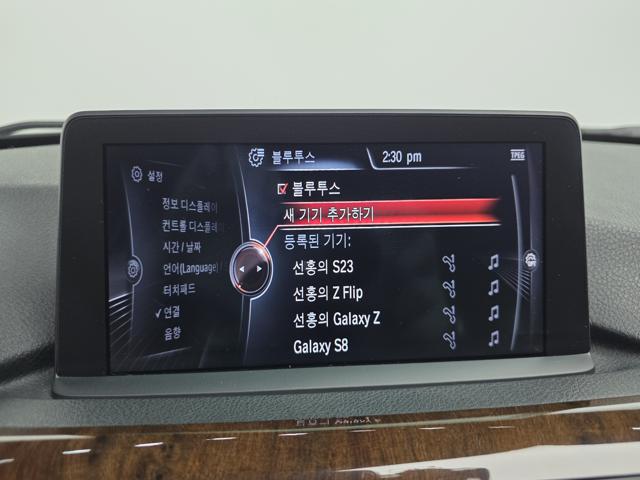 블루투스
2:30 pm
TPEG
설정
정보 디스플레이
컨트롤 디스플레
시간 / 날짜
언어(Language) /
터치패드
연결
음향
블루투스
새 기기 추가하기
등록된 기기:
선홍의 S23
선홍의 Z Flip
선홍의 Galaxy Z
Galaxy S8